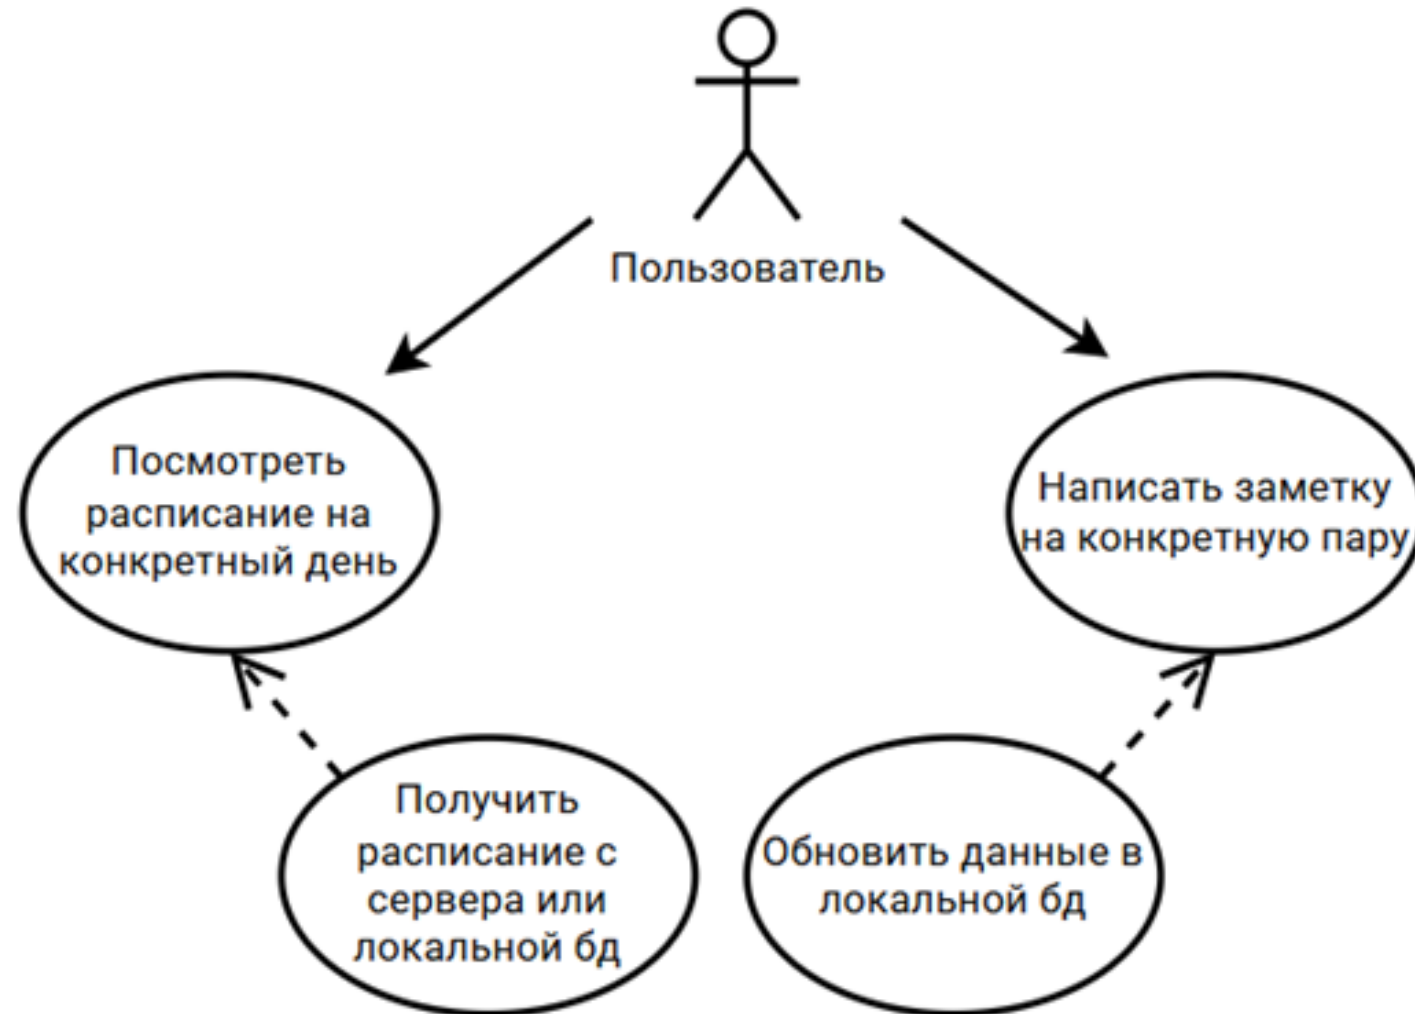 Пользователь
Посмотреть
расписание на
конкретный день
Написать заметку
на конкретную пару
Получить
расписание с
сервера или
локальной бд
Обновить данные в
локальной бд